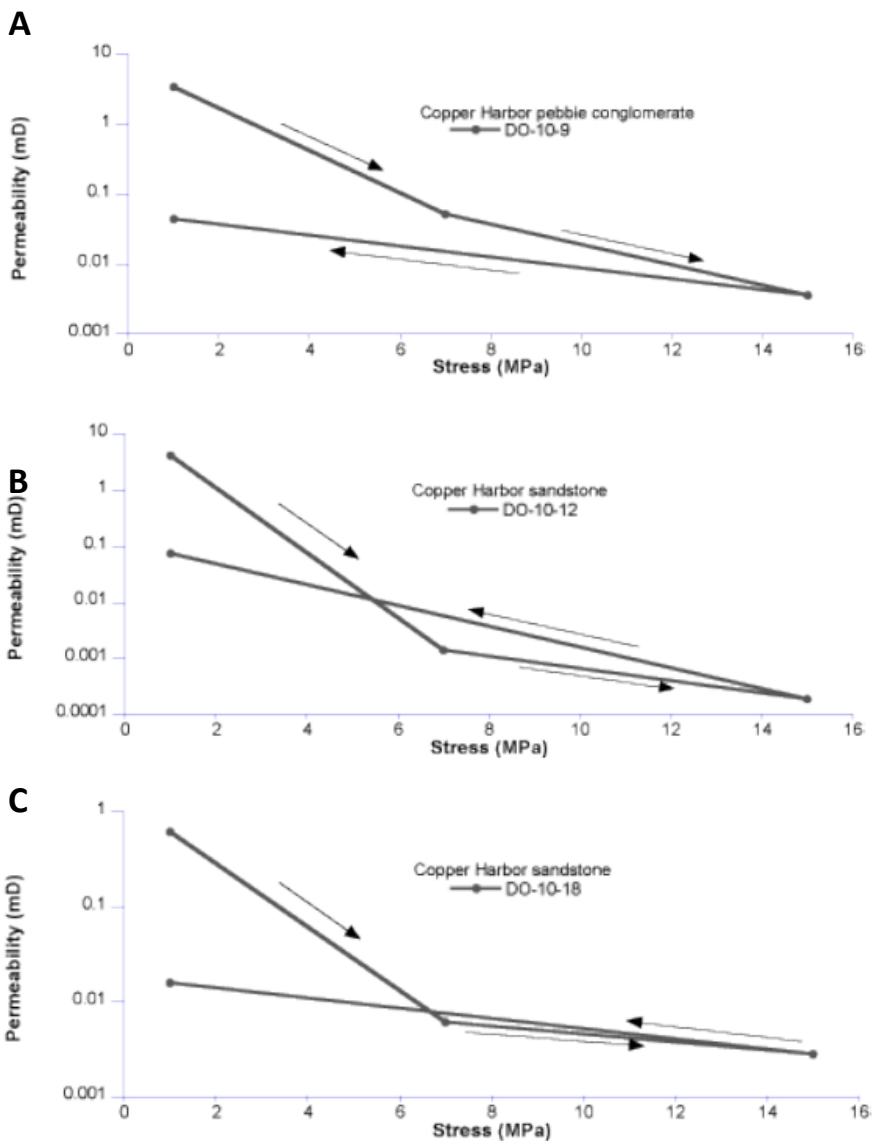 A
10
Copper Harbor pebble conglomerate
DO-10-9
1
0.1
0.01
0.001
Permeability (mD)
0 2 4 6 8 10 12 14 16
Stress (MPa)
B
10
Copper Harbor sandstone
DO-10-12
1
0.1
0.01
0.001
0.0001
Permeability (mD)
0 2 4 6 8 10 12 14 16
Stress (MPa)
C
1
Copper Harbor sandstone
DO-10-18
0.1
0.01
0.001
Permeability (mD)
0 2 4 6 8 10 12 14 16
Stress (MPa)